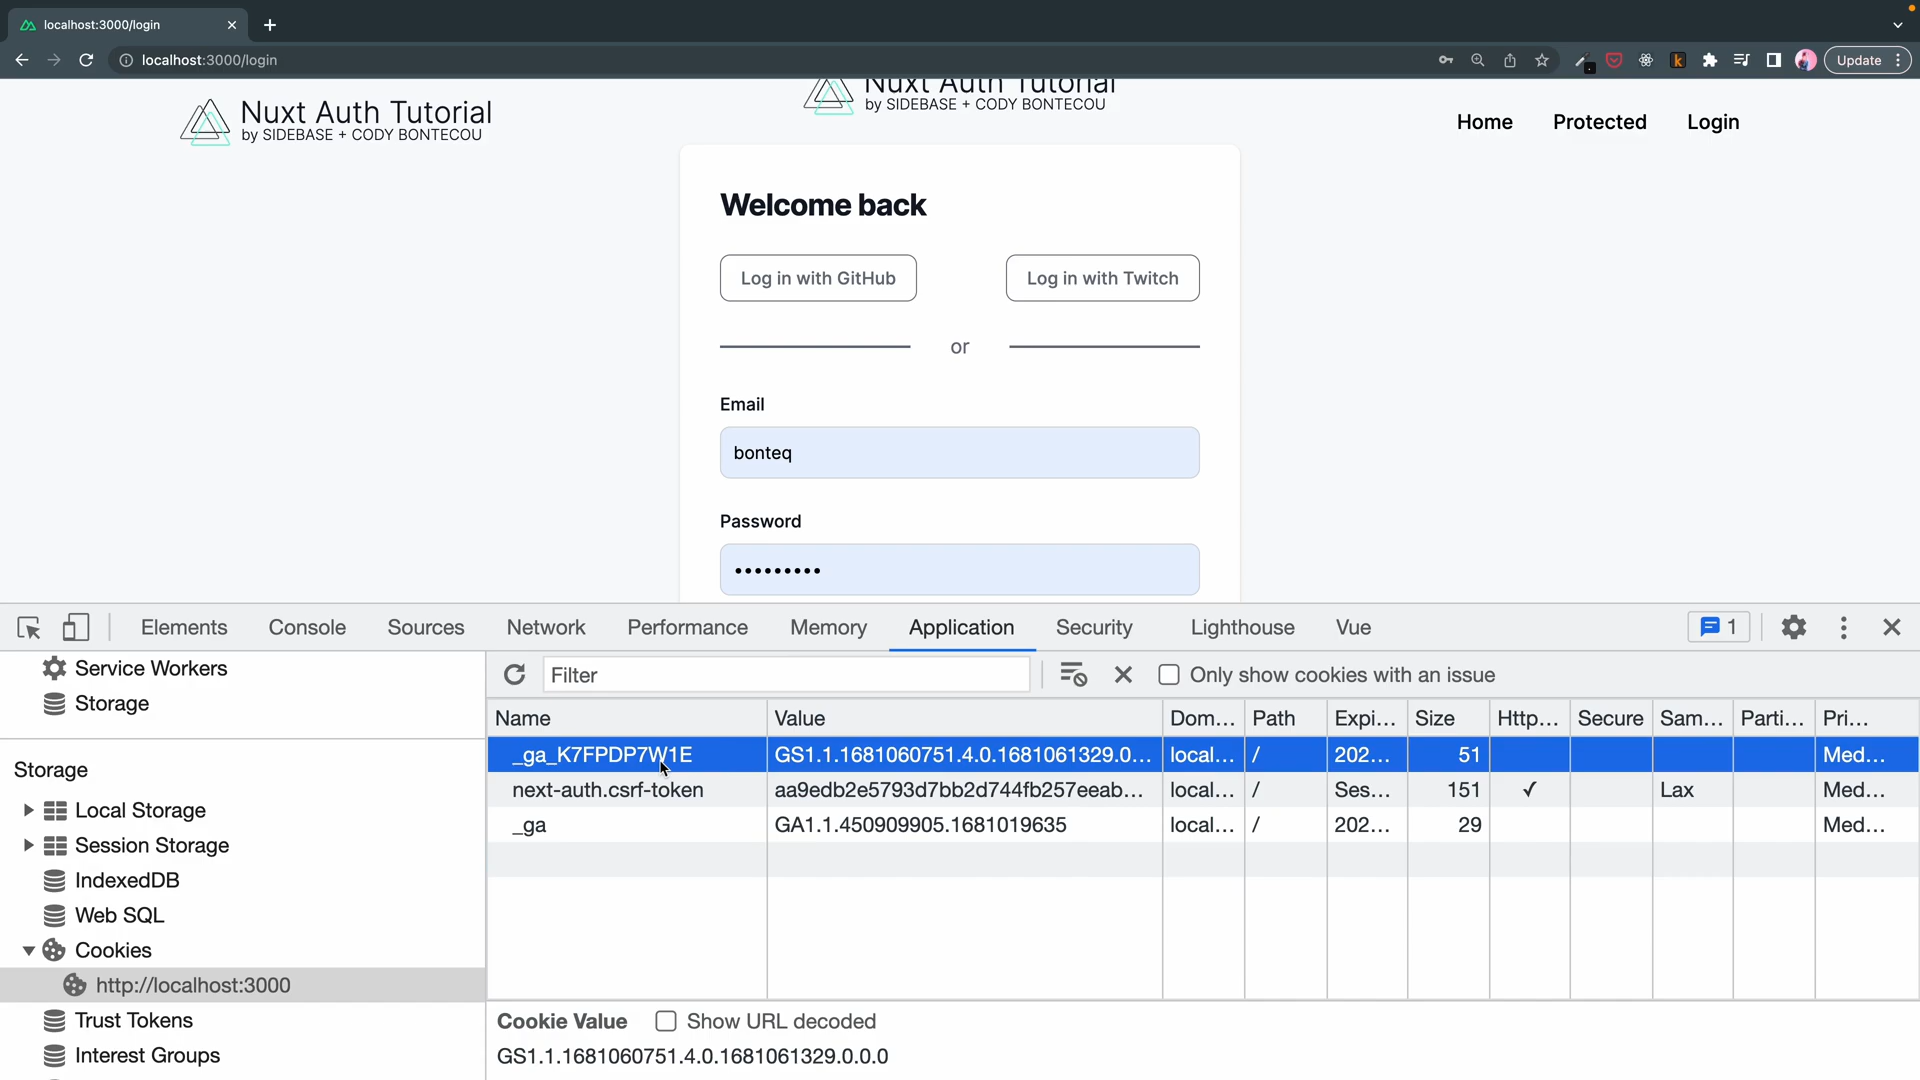 localhost:3000/login
localhost:3000/login
Update
Nuxt Auth Tutorial
by SIDEBASE + CODY BONTECOU
Nuxt Auth Tutorial
by SIDEBASE + CODY BONTECOU
Home
Protected
Login
Welcome back
Log in with GitHub
Log in with Twitch
or
Email
bonteq
Password
•••••••••
Elements
Console
Sources
Network
Performance
Memory
Application
Security
Lighthouse
Vue
1
Service Workers
Storage
Storage
Local Storage
Session Storage
IndexedDB
Web SQL
Cookies
http://localhost:3000
Trust Tokens
Interest Groups
Filter
Only show cookies with an issue
Name Value Dom... Path Expi... Size Http... Secure Sam... Parti... Pri...
_ga_K7FPDP7W1E GS1.1.1681060751.4.0.1681061329.0... local... / 202... 51 Med...
next-auth.csrf-token aa9edb2e5793d7bb2d744fb257eeab... local... / Ses... 151 ✓ Lax Med...
_ga GA1.1.450909905.1681019635 local... / 202... 29 Med...
Cookie Value
Show URL decoded
GS1.1.1681060751.4.0.1681061329.0.0.0